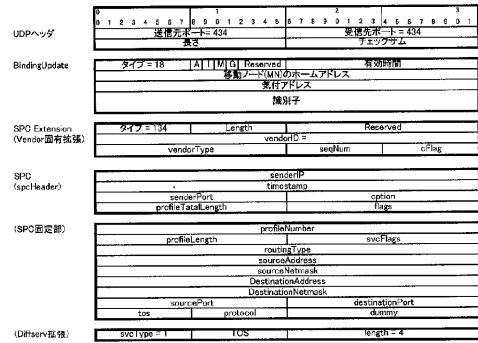 0 1 2 3
0 1 2 3 4 5 6 7 8 9 0 1 2 3 4 5 6 7 8 9 0 1 2 3 4 5 6 7 8 9 0 1
UDPヘッダ 送信元ポート= 434 受信先ポート= 434
長さ チェックサム
BindingUpdate タイプ = 18 A I M G Reserved 有効時間
移動ノード(MN)のホームアドレス
気付アドレス
識別子
SPC Extension タイプ = 134 Length Reserved
(Vendor固有拡張) vendorID =
vendorType seqNum cFlag
SPC senderIP
(spcHeader) timestamp
senderPort option
profileTatalLength flags
(SPC固定部) profileNumber
profileLength svcFlags
routingType
sourceAddress
sourceNetmask
DestinationAddress
DestinationNetmask
sourcePort destinationPort
tos protocol dummy
(Diffserv拡張) svcType = 1 TOS length = 4